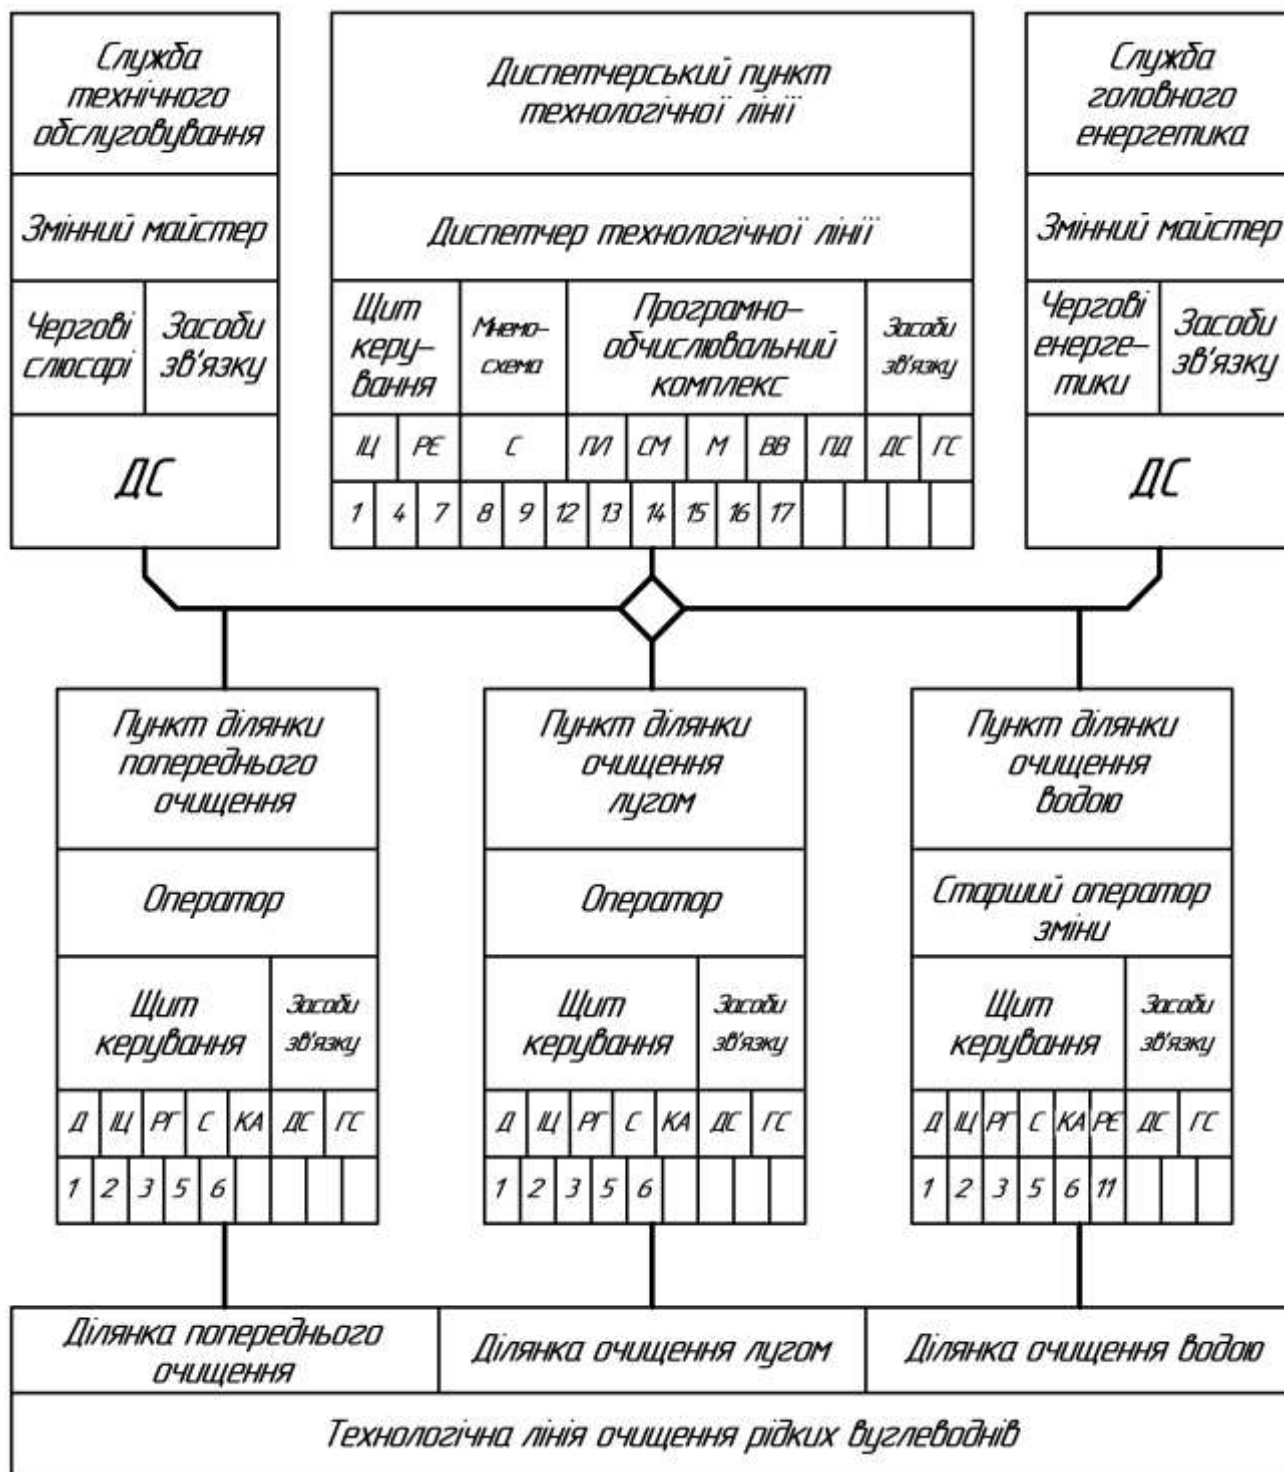 Служба
технічного
обслуговування
Змінний майстер
Чергові
слюсарі
Засоби
зв'язку
ДС
Диспетчерський пункт
технологічної лінії
Диспетчер технологічної лінії
Щит
керу-
вання
Мнемо-
схема
Програмно-
обчислювальний
комплекс
Засоби
зв'язку
ІЦ РЄ С ПЛ СМ М ВВ ПД ДС ГС
1 4 7 8 9 12 13 14 15 16 17
Служба
головного
енергетика
Змінний майстер
Чергові
енерге-
тики
Засоби
зв'язку
ДС
Пункт ділянки
попереднього
очищення
Оператор
Щит
керування
Засоби
зв'язку
Д ІЦ РГ С КА ДС ГС
1 2 3 5 6
Пункт ділянки
очищення
лугом
Оператор
Щит
керування
Засоби
зв'язку
Д ІЦ РГ С КА ДС ГС
1 2 3 5 6
Пункт ділянки
очищення
водою
Старший оператор
зміни
Щит
керування
Засоби
зв'язку
Д ІЦ РГ С КА РЄ ДС ГС
1 2 3 5 6 11
Ділянка попереднього
очищення
Ділянка очищення лугом
Ділянка очищення водою
Технологічна лінія очищення рідких вуглеводнів